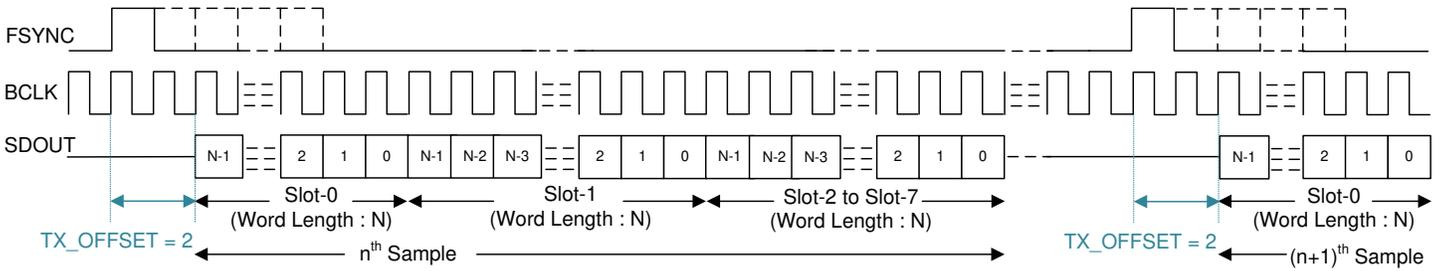 FSYNC
BCLK
SDOUT
N-1 2 1 0 N-1 N-2 N-3 2 1 0 N-1 N-2 N-3 2 1 0 N-1 2 1 0
Slot-0 Slot-1 Slot-2 to Slot-7 Slot-0
(Word Length : N) (Word Length : N) (Word Length : N) (Word Length : N)
TX_OFFSET = 2 TX_OFFSET = 2
nth Sample (n+1)th Sample